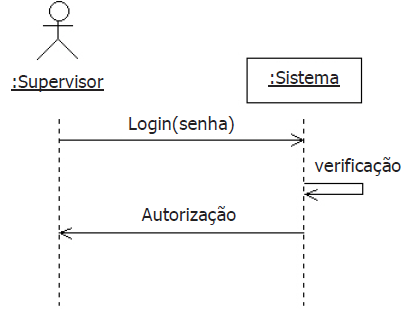 :Supervisor
:Sistema
Login(senha)
verificação
Autorização